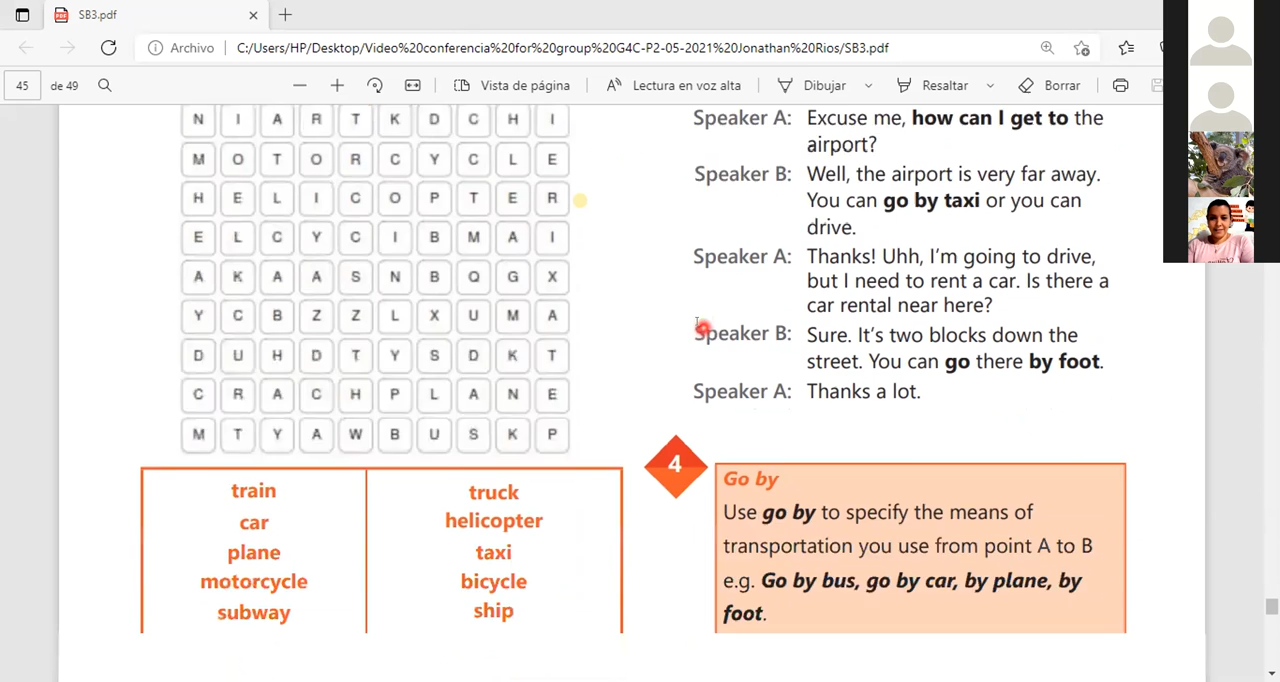 SB3.pdf
Archivo
C:/Users/HP/Desktop/Video%20conferencia%20for%20group%20G4C-P2-05-2021%20Jonathan%20Rios/SB3.pdf
45 de 49
Vista de página
Lectura en voz alta
Dibujar
Resaltar
Borrar
N I A R T K D C H I
M O T O R C Y C L E
H E L I C O P T E R
E L C Y C I B M A I
A K A A S N B Q G X
Y C B Z Z L X U M A
D U H D T Y S D K T
C R A C H P L A N E
M T Y A W B U S K P
train
car
plane
motorcycle
subway
truck
helicopter
taxi
bicycle
ship
Speaker A: Excuse me, how can I get to the
airport?
Speaker B: Well, the airport is very far away.
You can go by taxi or you can
drive.
Speaker A: Thanks! Uhh, I'm going to drive,
but I need to rent a car. Is there a
car rental near here?
Speaker B: Sure. It's two blocks down the
street. You can go there by foot.
Speaker A: Thanks a lot.
4
Go by
Use go by to specify the means of
transportation you use from point A to B
e.g. Go by bus, go by car, by plane, by
foot.